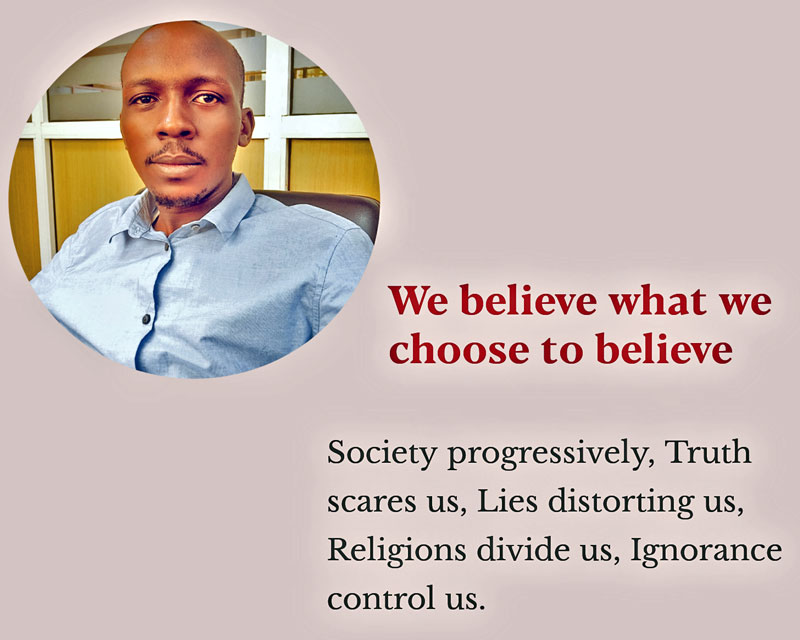 We believe what we
choose to believe
Society progressively, Truth
scares us, Lies distorting us,
Religions divide us, Ignorance
control us.